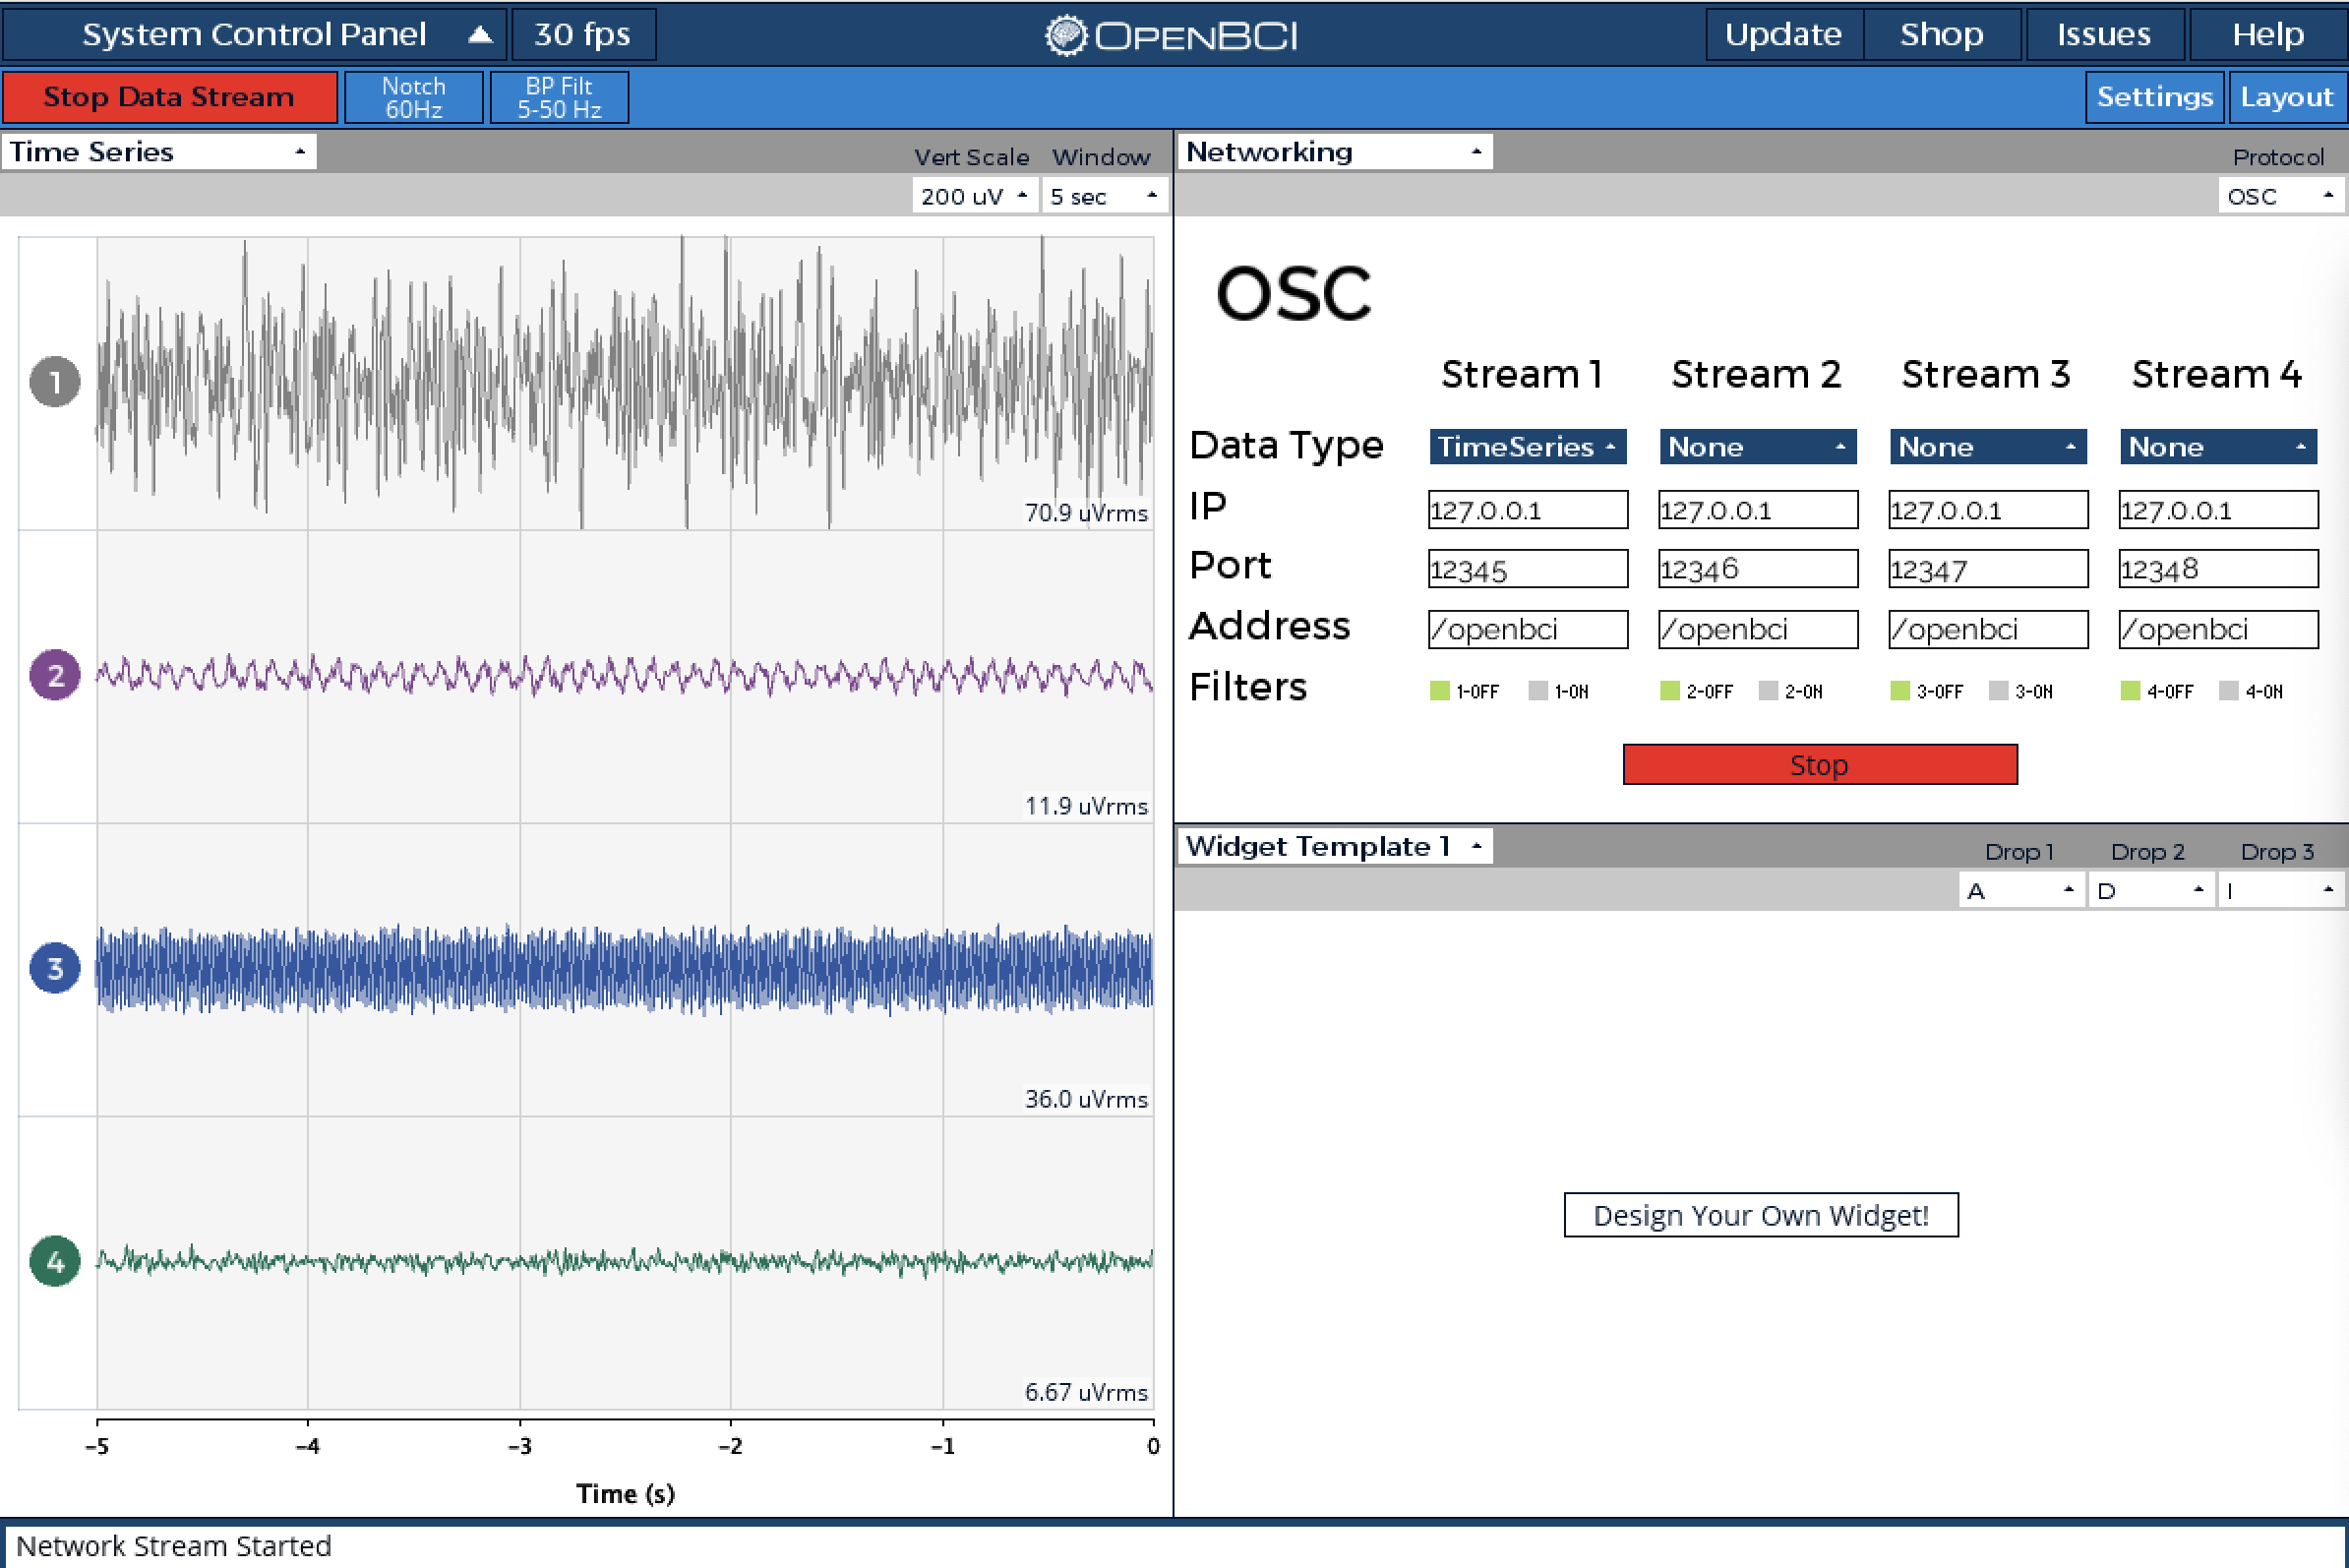 System Control Panel 30 fps OPENBCI Update Shop Issues Help
Stop Data Stream Notch 60Hz BP Filt 5-50 Hz Settings Layout
Time Series
Vert Scale Window
200 uV 5 sec
1
70.9 uVrms
2
11.9 uVrms
3
36.0 uVrms
4
6.67 uVrms
-5 -4 -3 -2 -1 0
Time (s)
Networking
Protocol
OSC
OSC
Stream 1 Stream 2 Stream 3 Stream 4
Data Type TimeSeries None None None
IP 127.0.0.1 127.0.0.1 127.0.0.1 127.0.0.1
Port 12345 12346 12347 12348
Address /openbci /openbci /openbci /openbci
Filters 1-OFF 1-ON 2-OFF 2-ON 3-OFF 3-ON 4-OFF 4-ON
Stop
Widget Template 1
Drop 1 Drop 2 Drop 3
A D I
Design Your Own Widget!
Network Stream Started